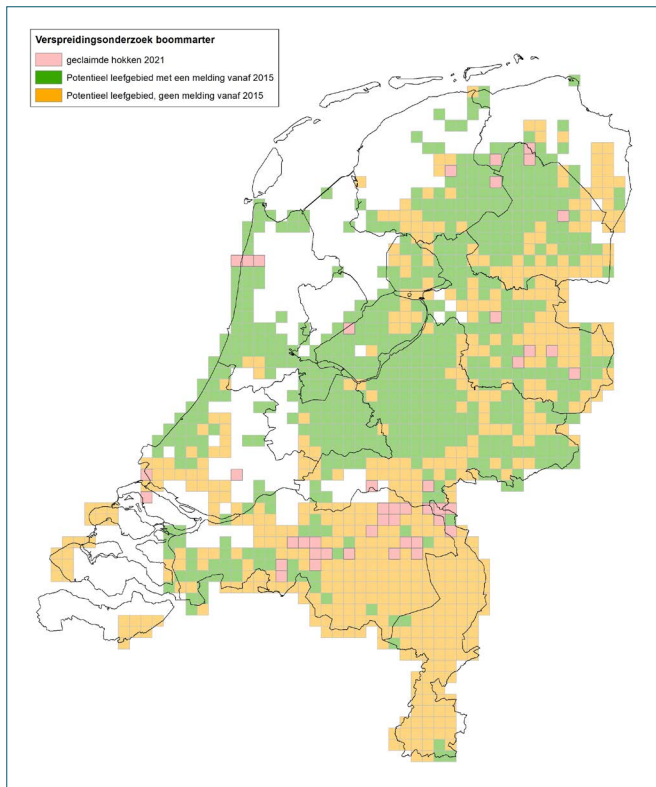 Verspreidingsonderzoek boommarter
geclaimde hokken 2021
Potentieel leefgebied met een melding vanaf 2015
Potentieel leefgebied, geen melding vanaf 2015